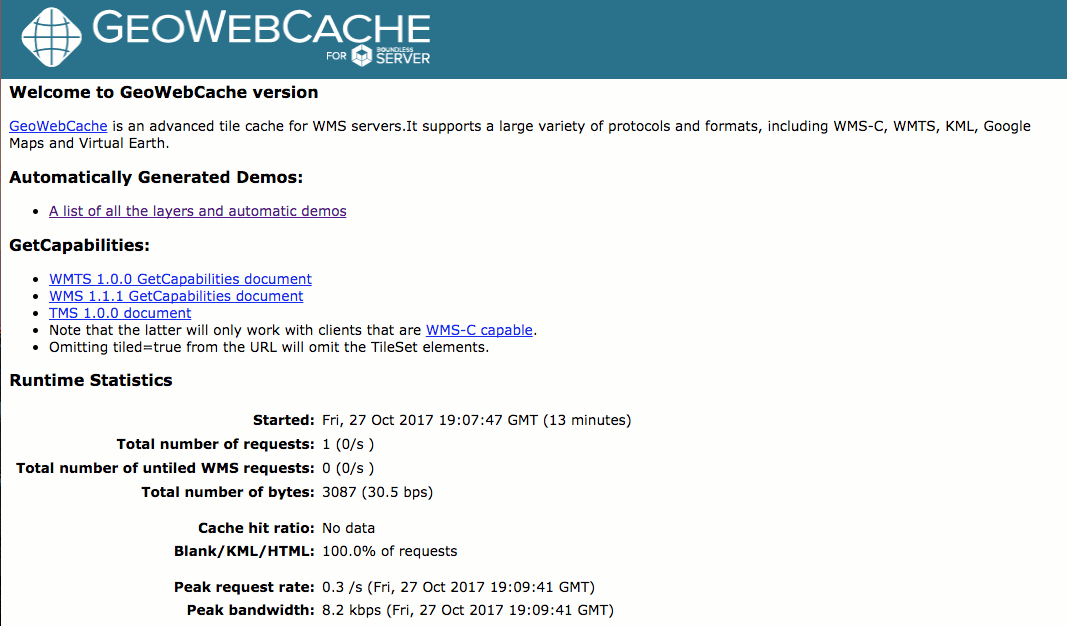 GEOWEBCACHE
FOR BOUNDLESS SERVER
Welcome to GeoWebCache version
GeoWebCache is an advanced tile cache for WMS servers.It supports a large variety of protocols and formats, including WMS-C, WMTS, KML, Google
Maps and Virtual Earth.
Automatically Generated Demos:
• A list of all the layers and automatic demos
GetCapabilities:
• WMTS 1.0.0 GetCapabilities document
• WMS 1.1.1 GetCapabilities document
• TMS 1.0.0 document
• Note that the latter will only work with clients that are WMS-C capable.
• Omitting tiled=true from the URL will omit the TileSet elements.
Runtime Statistics
Started: Fri, 27 Oct 2017 19:07:47 GMT (13 minutes)
Total number of requests: 1 (0/s )
Total number of untiled WMS requests: 0 (0/s )
Total number of bytes: 3087 (30.5 bps)
Cache hit ratio: No data
Blank/KML/HTML: 100.0% of requests
Peak request rate: 0.3 /s (Fri, 27 Oct 2017 19:09:41 GMT)
Peak bandwidth: 8.2 kbps (Fri, 27 Oct 2017 19:09:41 GMT)